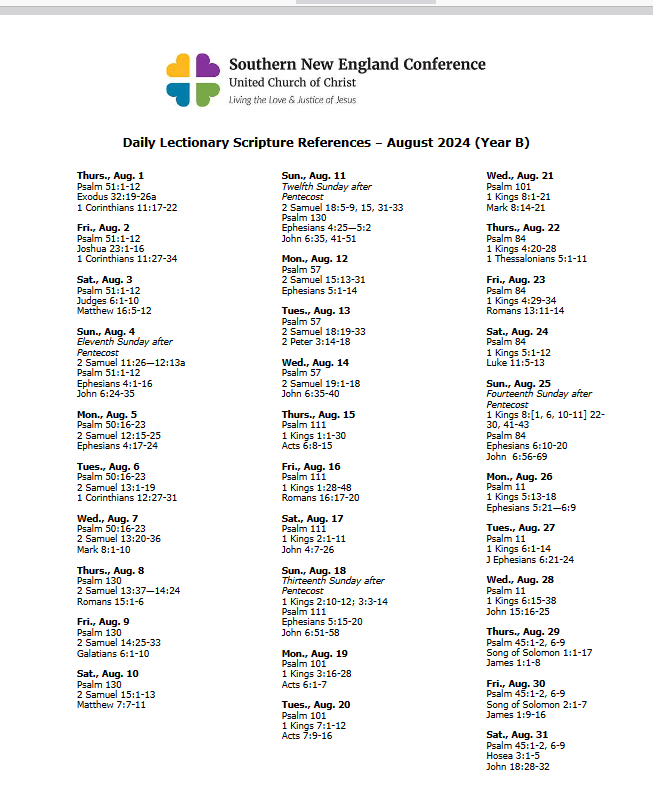 Southern New England Conference
United Church of Christ
Living the Love & Justice of Jesus
Daily Lectionary Scripture References – August 2024 (Year B)
Thurs., Aug. 1
Psalm 51:1-12
Exodus 32:19-26a
1 Corinthians 11:17-22
Fri., Aug. 2
Psalm 51:1-12
Joshua 23:1-16
1 Corinthians 11:27-34
Sat., Aug. 3
Psalm 51:1-12
Judges 6:1-10
Matthew 16:5-12
Sun., Aug. 4
Eleventh Sunday after
Pentecost
2 Samuel 11:26—12:13a
Psalm 51:1-12
Ephesians 4:1-16
John 6:24-35
Mon., Aug. 5
Psalm 50:16-23
2 Samuel 12:15-25
Ephesians 4:17-24
Tues., Aug. 6
Psalm 50:16-23
2 Samuel 13:1-19
1 Corinthians 12:27-31
Wed., Aug. 7
Psalm 50:16-23
2 Samuel 13:20-36
Mark 8:1-10
Thurs., Aug. 8
Psalm 130
2 Samuel 13:37—14:24
Romans 15:1-6
Fri., Aug. 9
Psalm 130
2 Samuel 14:25-33
Galatians 6:1-10
Sat., Aug. 10
Psalm 130
2 Samuel 15:1-13
Matthew 7:7-11
Sun., Aug. 11
Twelfth Sunday after
Pentecost
2 Samuel 18:5-9, 15, 31-33
Psalm 130
Ephesians 4:25—5:2
John 6:35, 41-51
Mon., Aug. 12
Psalm 57
2 Samuel 15:13-31
Ephesians 5:1-14
Tues., Aug. 13
Psalm 57
2 Samuel 18:19-33
2 Peter 3:14-18
Wed., Aug. 14
Psalm 57
2 Samuel 19:1-18
John 6:35-40
Thurs., Aug. 15
Psalm 111
1 Kings 1:1-30
Acts 6:8-15
Fri., Aug. 16
Psalm 111
1 Kings 1:28-48
Romans 16:17-20
Sat., Aug. 17
Psalm 111
1 Kings 2:1-11
John 4:7-26
Sun., Aug. 18
Thirteenth Sunday after
Pentecost
1 Kings 2:10-12; 3:3-14
Psalm 111
Ephesians 5:15-20
John 6:51-58
Mon., Aug. 19
Psalm 101
1 Kings 3:16-28
Acts 6:1-7
Tues., Aug. 20
Psalm 101
1 Kings 7:1-12
Acts 7:9-16
Wed., Aug. 21
Psalm 101
1 Kings 8:1-21
Mark 8:14-21
Thurs., Aug. 22
Psalm 84
1 Kings 4:20-28
1 Thessalonians 5:1-11
Fri., Aug. 23
Psalm 84
1 Kings 4:29-34
Romans 13:11-14
Sat., Aug. 24
Psalm 84
1 Kings 5:1-12
Luke 11:5-13
Sun., Aug. 25
Fourteenth Sunday after
Pentecost
1 Kings 8:[1, 6, 10-11] 22-
30, 41-43
Psalm 84
Ephesians 6:10-20
John  6:56-69
Mon., Aug. 26
Psalm 11
1 Kings 5:13-18
Ephesians 5:21—6:9
Tues., Aug. 27
Psalm 11
1 Kings 6:1-14
J Ephesians 6:21-24
Wed., Aug. 28
Psalm 11
1 Kings 6:15-38
John 15:16-25
Thurs., Aug. 29
Psalm 45:1-2, 6-9
Song of Solomon 1:1-17
James 1:1-8
Fri., Aug. 30
Psalm 45:1-2, 6-9
Song of Solomon 2:1-7
James 1:9-16
Sat., Aug. 31
Psalm 45:1-2, 6-9
Hosea 3:1-5
John 18:28-32